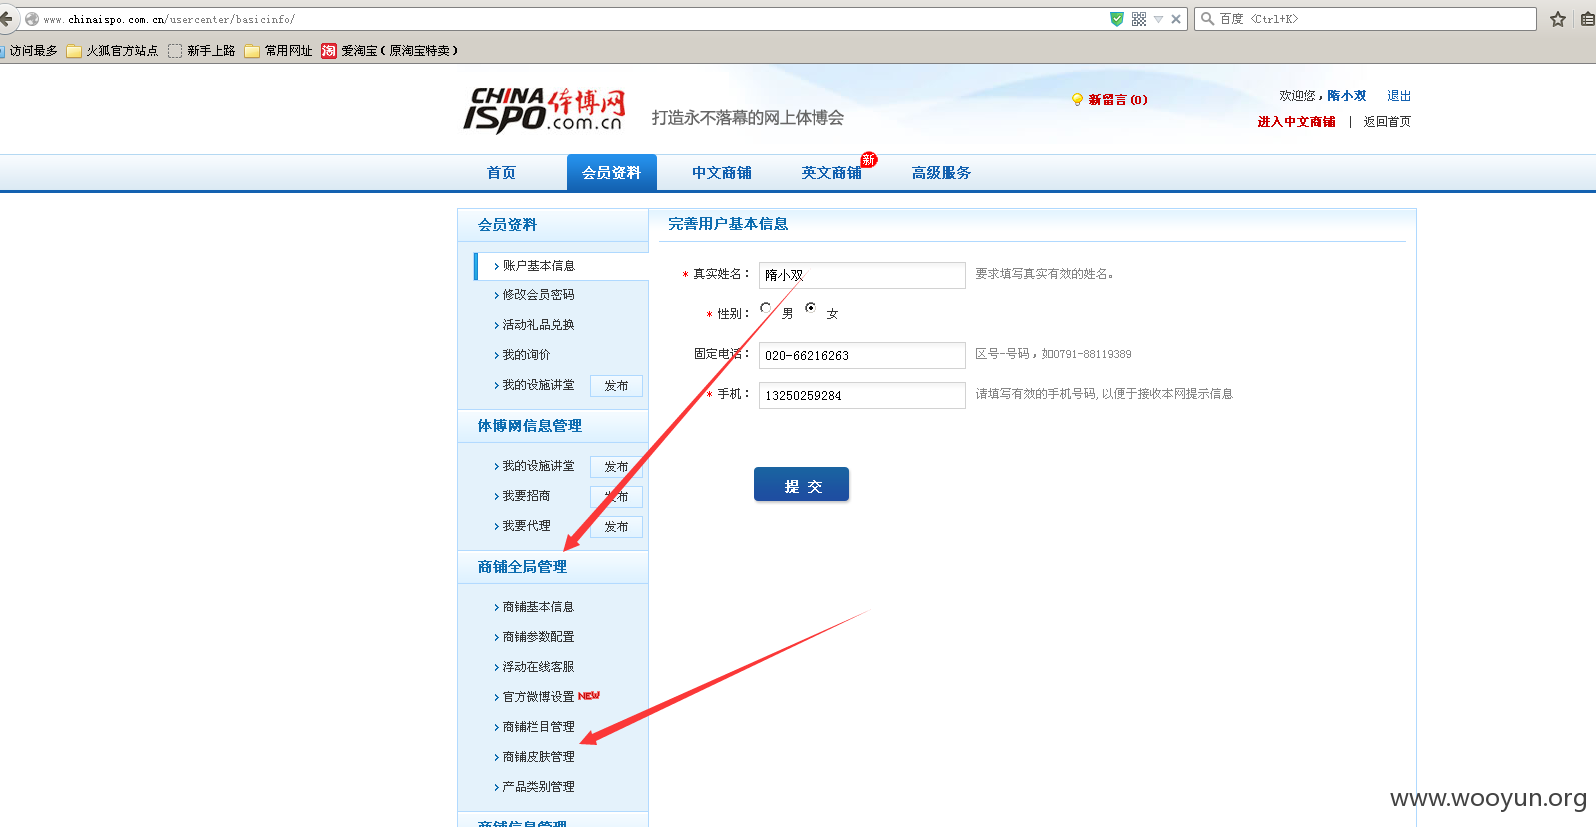 www.chinaispo.com.cn/usercenter/basicinfo/
百度 <Ctrl+K>
访问最多 火狐官方站点 新手上路 常用网址 淘 爱淘宝(原淘宝特卖)
CHINA ISPO 体博网 .com.cn
打造永不落幕的网上体博会
新留言(0)
欢迎您,隋小双 退出
进入中文商铺 | 返回首页
首页 会员资料 中文商铺 英文商铺 新 高级服务
会员资料
账户基本信息
修改会员密码
活动礼品兑换
我的询价
我的设施讲堂 发布
体博网信息管理
我的设施讲堂 发布
我要招商 发布
我要代理 发布
商铺全局管理
商铺基本信息
商铺参数配置
浮动在线客服
官方微博设置 NEW
商铺栏目管理
商铺皮肤管理
产品类别管理
商铺信息管理
完善用户基本信息
* 真实姓名: 隋小双 要求填写真实有效的姓名。
* 性别: 男 女
固定电话: 020-66216263 区号-号码,如0791-88119389
* 手机: 13250259284 请填写有效的手机号码,以便于接收本网提示信息
提 交
www.wooyun.org